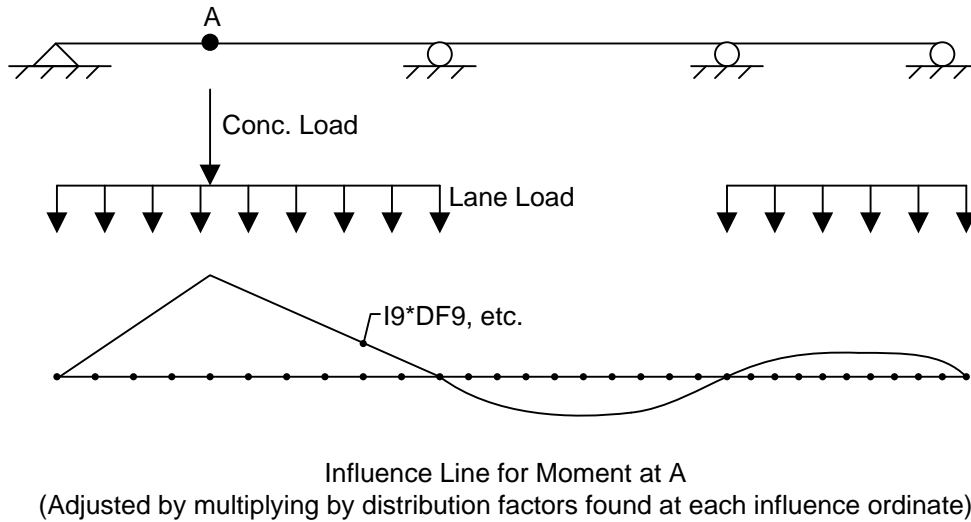 A
Conc. Load
Lane Load
I9*DF9, etc.
Influence Line for Moment at A
(Adjusted by multiplying by distribution factors found at each influence ordinate)